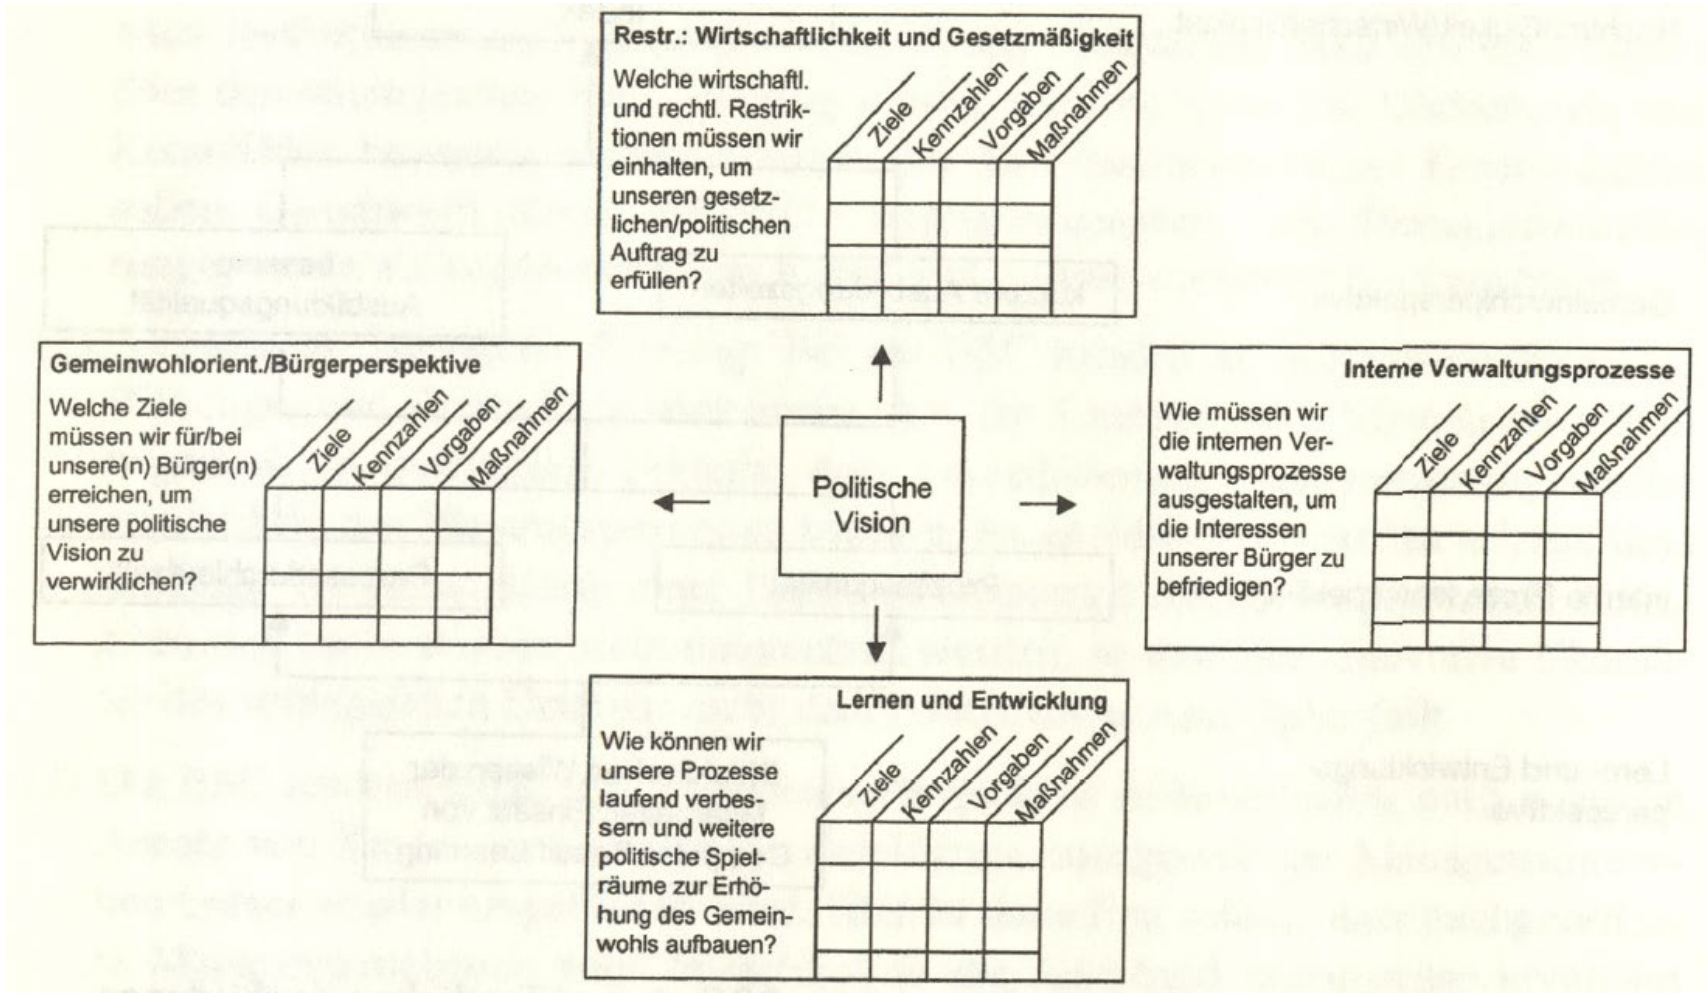 Restr.: Wirtschaftlichkeit und Gesetzmäßigkeit
Welche wirtschaftl.
und rechtl. Restrik-
tionen müssen wir
einhalten, um
unseren gesetz-
lichen/politischen
Auftrag zu
erfüllen?
Ziele
Kennzahlen
Vorgaben
Maßnahmen
Gemeinwohlorient./Bürgerperspektive
Welche Ziele
müssen wir für/bei
unsere(n) Bürger(n)
erreichen, um
unsere politische
Vision zu
verwirklichen?
Ziele
Kennzahlen
Vorgaben
Maßnahmen
Politische
Vision
Interne Verwaltungsprozesse
Wie müssen wir
die internen Ver-
waltungsprozesse
ausgestalten, um
die Interessen
unserer Bürger zu
befriedigen?
Ziele
Kennzahlen
Vorgaben
Maßnahmen
Lernen und Entwicklung
Wie können wir
unsere Prozesse
laufend verbes-
sern und weitere
politische Spiel-
räume zur Erhö-
hung des Gemein-
wohls aufbauen?
Ziele
Kennzahlen
Vorgaben
Maßnahmen